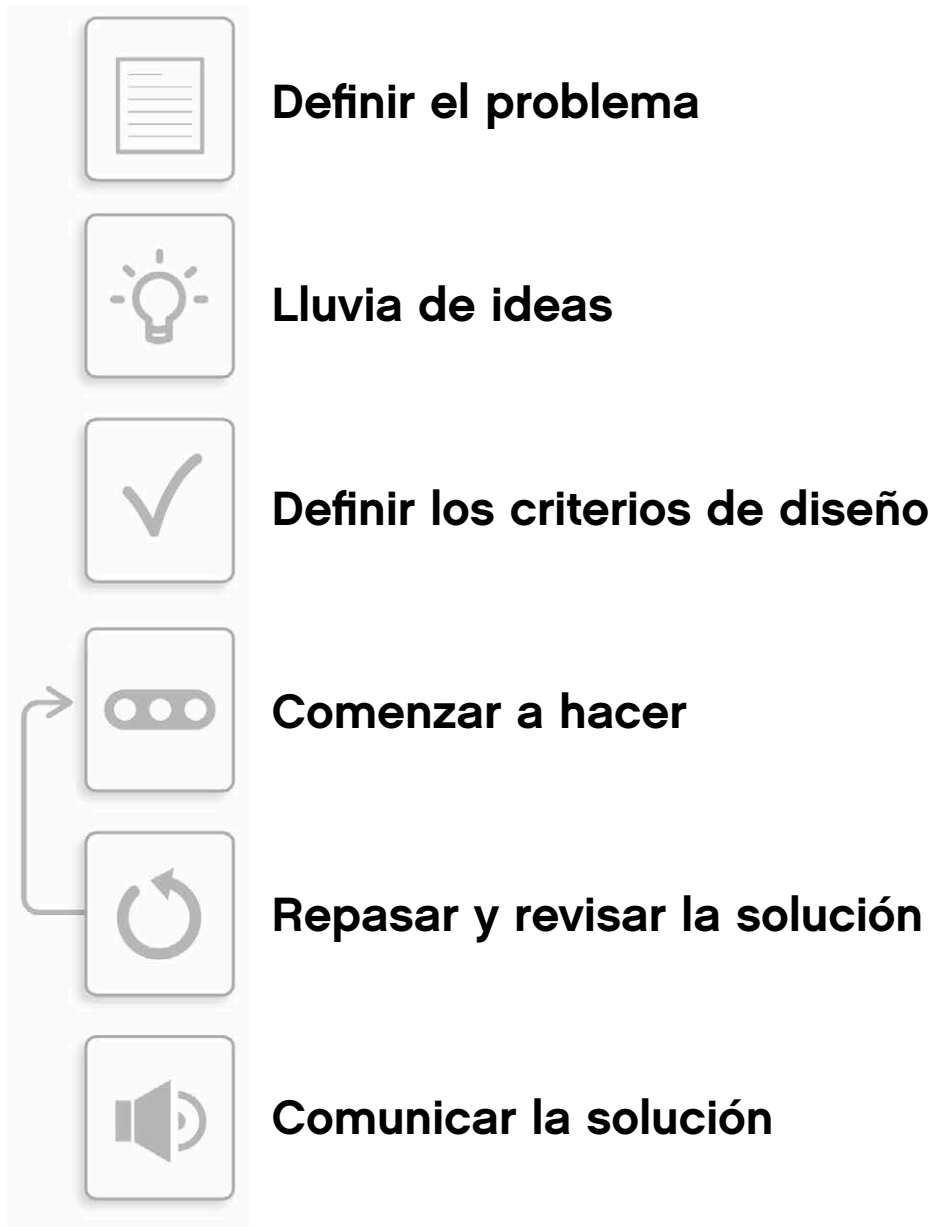 Definir el problema
Lluvia de ideas
Definir los criterios de diseño
Comenzar a hacer
Repasar y revisar la solución
Comunicar la solución